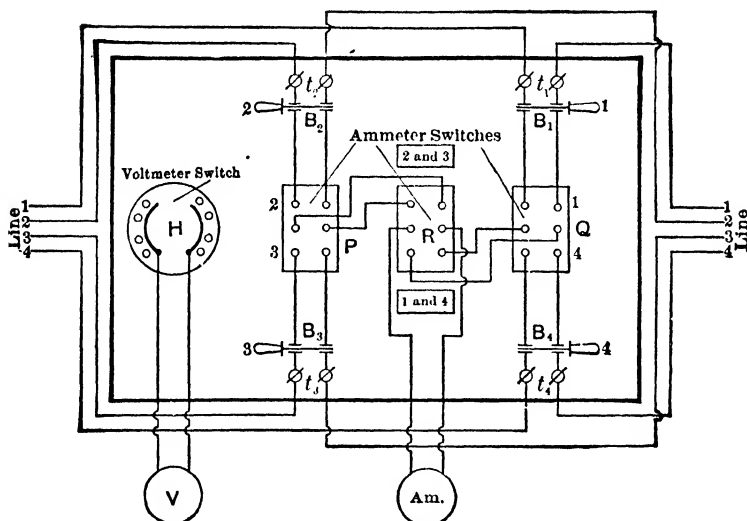 t2
t1
2
B2
B1
1
Ammeter Switches
2 and 3
Voltmeter Switch
2
1
H
R
Q
P
3
4
Line
1
2
3
4
1
2
3
4
Line
1 and 4
B3
B4
3
4
t3
t4
V
Am.